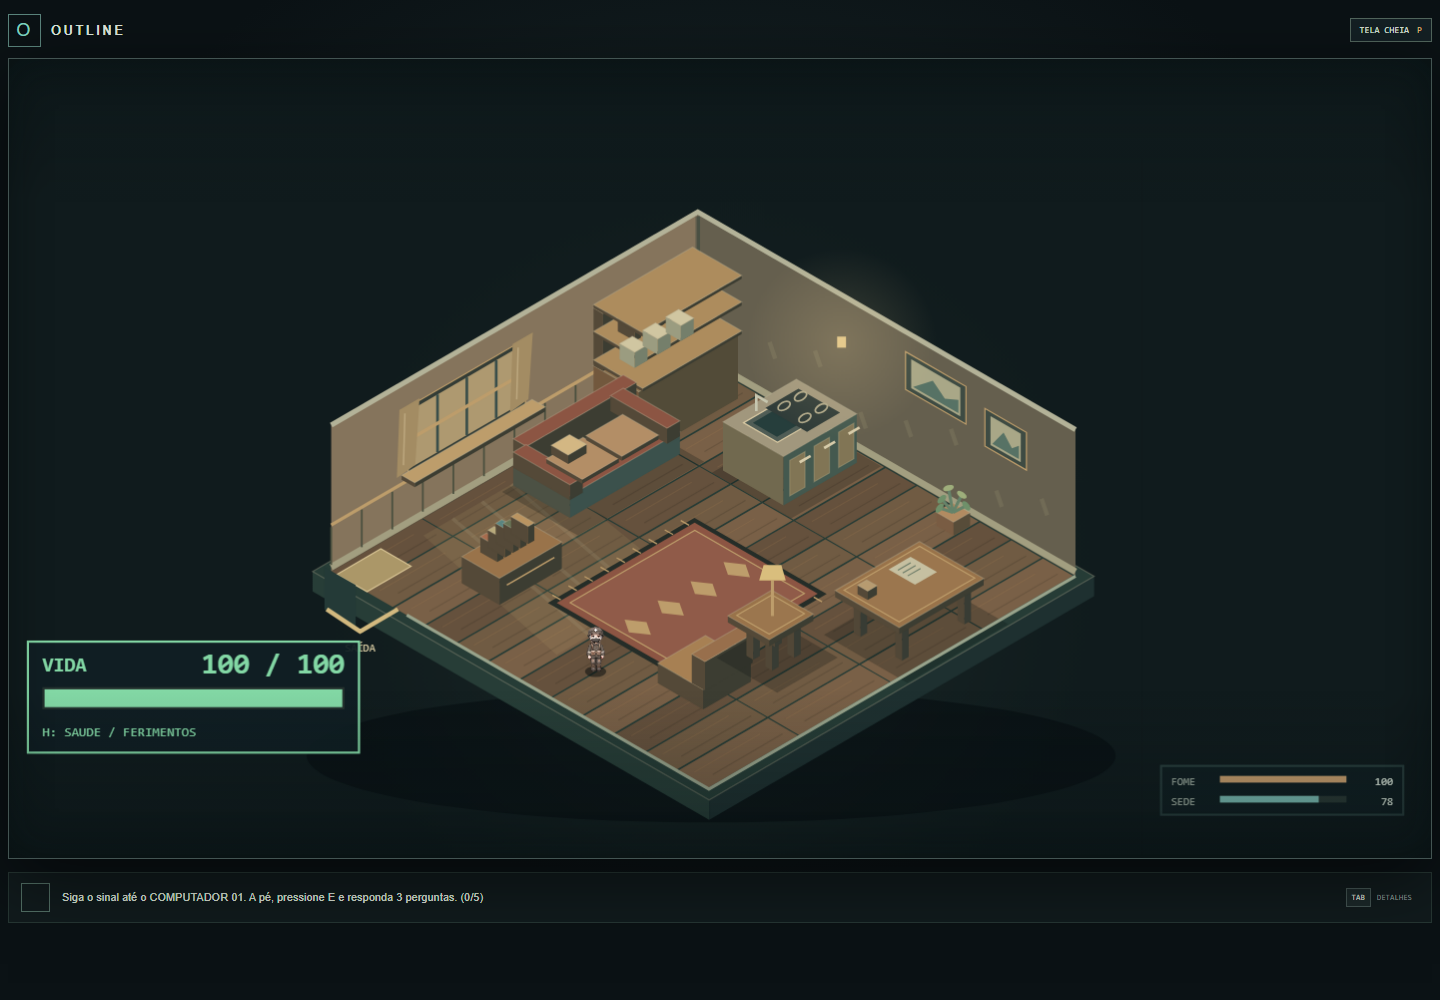 O OUTLINE
TELA CHEIA P
VIDA 100 / 100
H: SAUDE / FERIMENTOS
FOME 100
SEDE 78
Siga o sinal até o COMPUTADOR 01. A pé, pressione E e responda 3 perguntas. (0/5)
TAB DETALHES